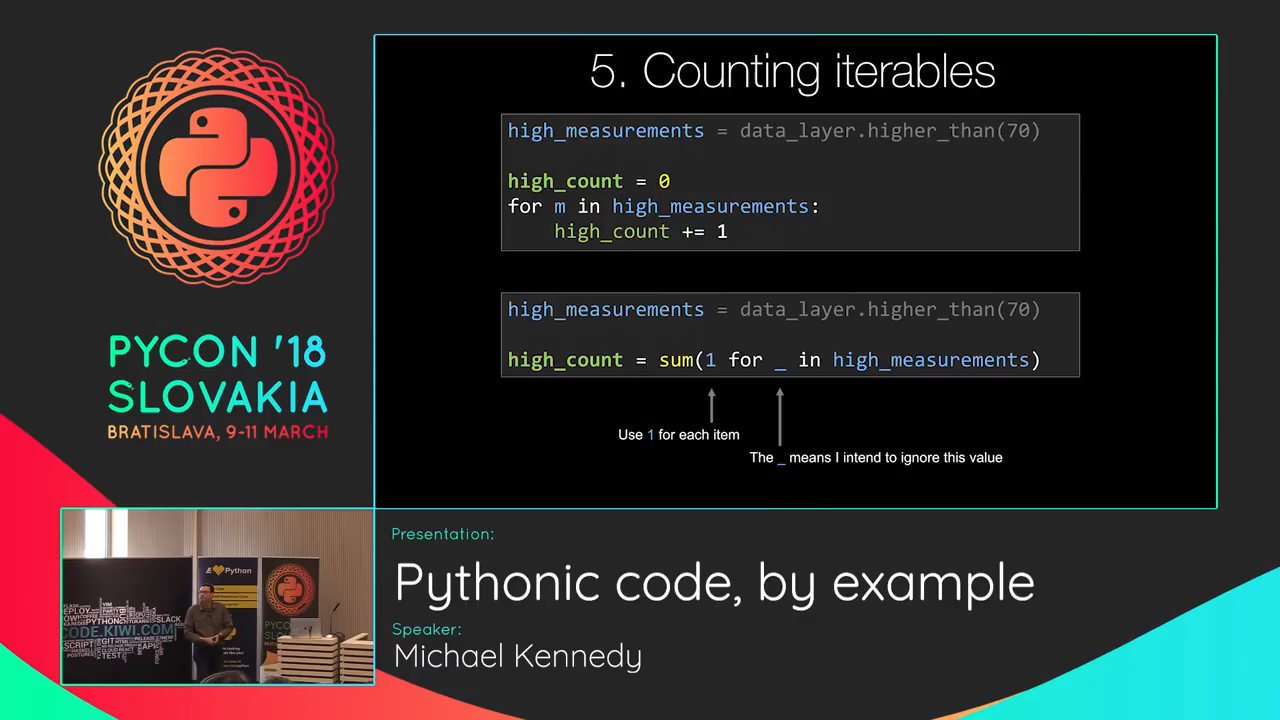 PYCON '18
SLOVAKIA
BRATISLAVA, 9-11 MARCH
5. Counting iterables
high_measurements = data_layer.higher_than(70)
high_count = 0
for m in high_measurements:
    high_count += 1
high_measurements = data_layer.higher_than(70)
high_count = sum(1 for _ in high_measurements)
Use 1 for each item
The _ means I intend to ignore this value
Python
CODE.KIWI.COM
Presentation:
Pythonic code, by example
Speaker:
Michael Kennedy